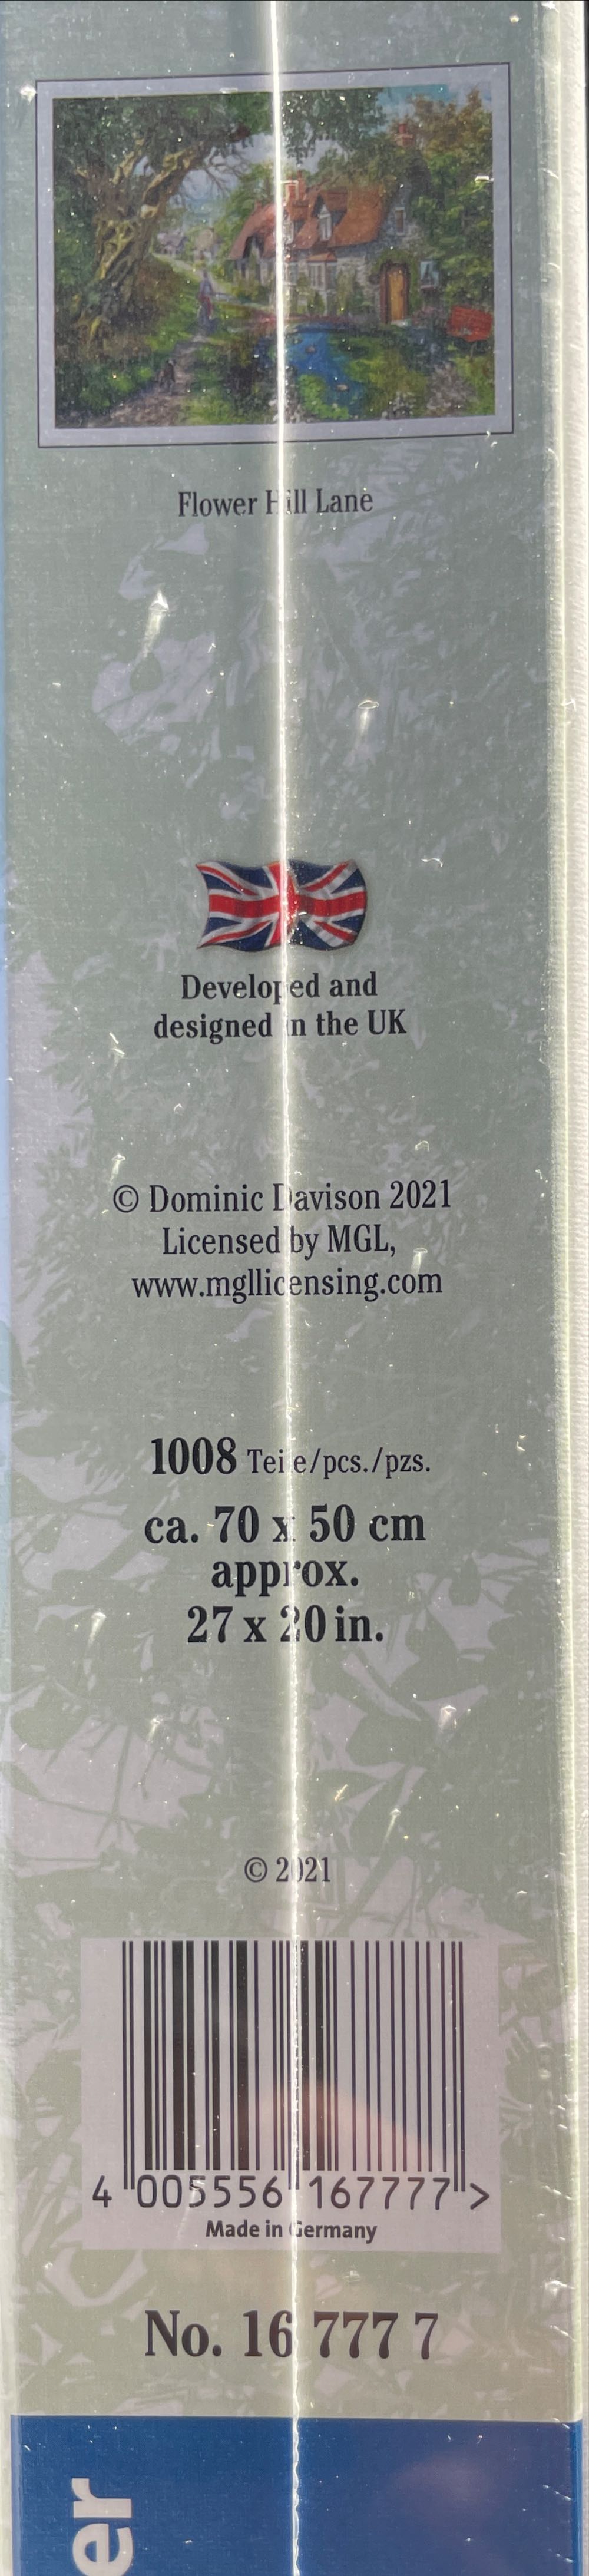 Flower Hill Lane
Developed and
designed in the UK
© Dominic Davison 2021
Licensed by MGL,
www.mgllicensing.com
1008 Teile/pcs./pzs.
ca. 70 x 50 cm
approx.
27 x 20 in.
© 2021
4 005556 167777 >
Made in Germany
No. 16 777 7
er